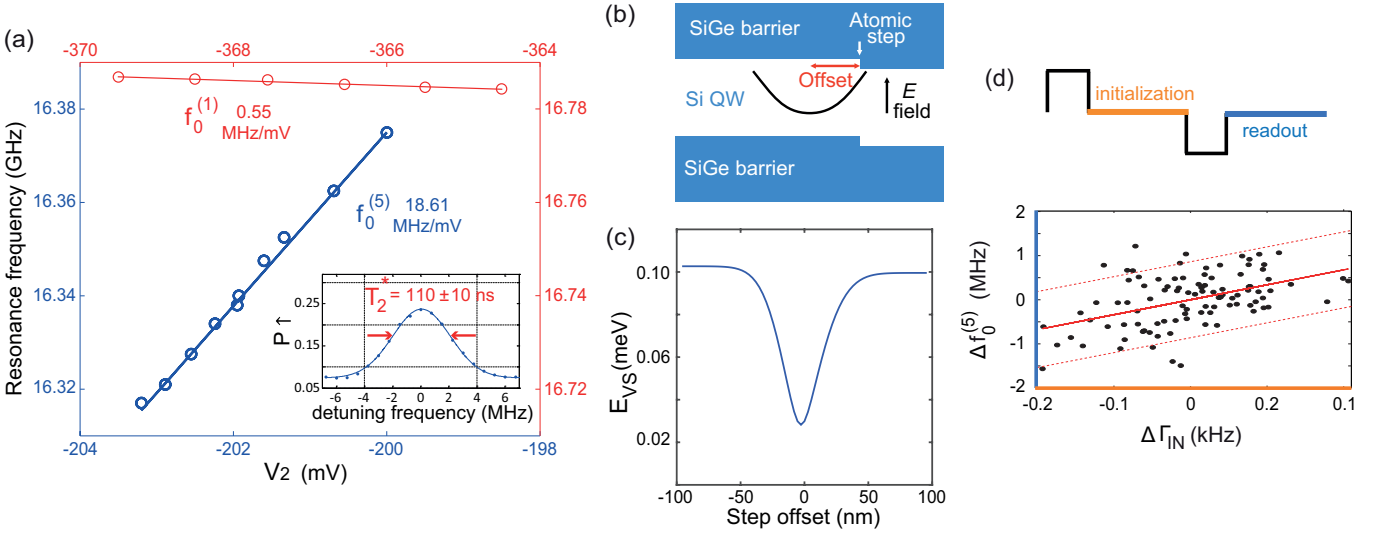 (a)
-370
-368
-366
-364
Resonance frequency (GHz)
16.38
16.36
16.34
16.32
16.78
16.76
16.74
16.72
f₀⁽¹⁾ 0.55
MHz/mV
f₀⁽⁵⁾ 18.61
MHz/mV
T₂* = 110 ±10 ns
P↑
0.25
0.15
0.05
-6 -4 -2 0 2 4 6
detuning frequency (MHz)
-204
-202
-200
-198
V2 (mV)
(b)
SiGe barrier
Atomic
step
Offset
Si QW
E
field
SiGe barrier
(c)
E_VS(meV)
0.10
0.06
0.02
-100
-50
0
50
100
Step offset (nm)
(d)
initialization
readout
Δf₀⁽⁵⁾ (MHz)
2
1
0
-1
-2
-0.2
-0.1
0
0.2
0.1
ΔΓ_IN (kHz)